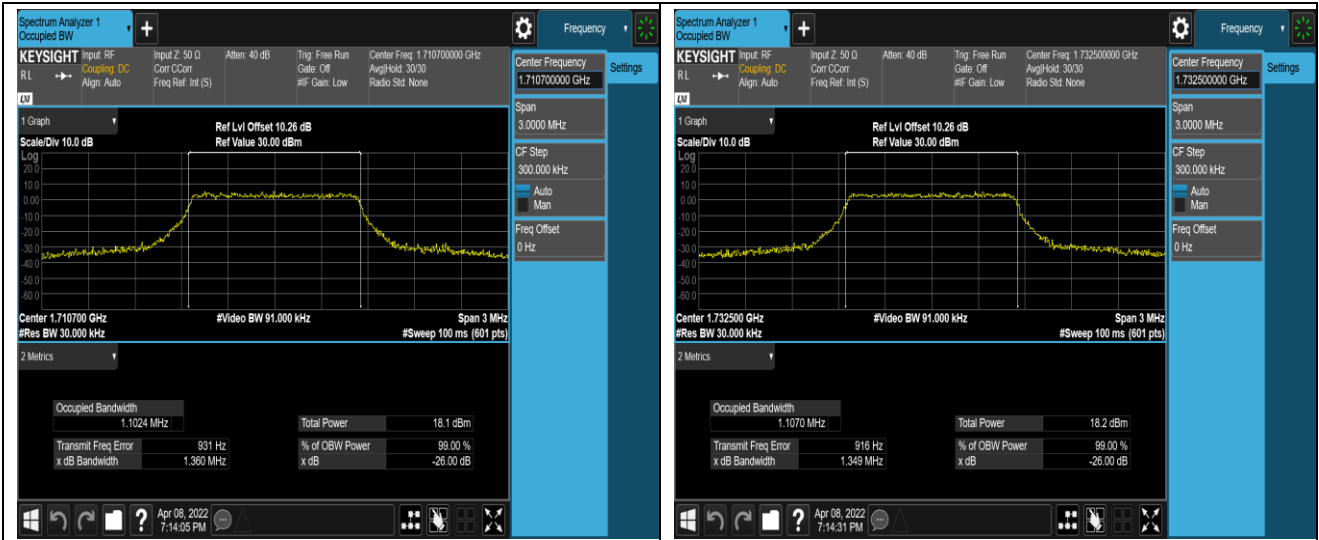 Spectrum Analyzer 1
Occupied BW
+
Frequency
KEYSIGHT Input: RF
Coupling: DC
Align: Auto
Input Z: 50 Ω
Corr CCorr
Freq Ref: Int (S)
Atten: 40 dB
Trig: Free Run
Gate: Off
#IF Gain: Low
Center Freq: 1.710700000 GHz
Avg|Hold: 30/30
Radio Std: None
RL
LXI
Center Frequency
1.710700000 GHz
Settings
Span
3.0000 MHz
CF Step
300.000 kHz
Auto
Man
Freq Offset
0 Hz
1 Graph
Ref Lvl Offset 10.26 dB
Scale/Div 10.0 dB
Ref Value 30.00 dBm
Log
20.0
10.0
0.00
-10.0
-20.0
-30.0
-40.0
-50.0
-60.0
Center 1.710700 GHz
#Video BW 91.000 kHz
Span 3 MHz
#Res BW 30.000 kHz
#Sweep 100 ms (601 pts)
2 Metrics
Occupied Bandwidth
1.1024 MHz
Total Power 18.1 dBm
Transmit Freq Error 931 Hz
% of OBW Power 99.00 %
x dB Bandwidth 1.360 MHz
x dB -26.00 dB
?
Apr 08, 2022
7:14:05 PM
Spectrum Analyzer 1
Occupied BW
+
Frequency
KEYSIGHT Input: RF
Coupling: DC
Align: Auto
Input Z: 50 Ω
Corr CCorr
Freq Ref: Int (S)
Atten: 40 dB
Trig: Free Run
Gate: Off
#IF Gain: Low
Center Freq: 1.732500000 GHz
Avg|Hold: 30/30
Radio Std: None
RL
LXI
Center Frequency
1.732500000 GHz
Settings
Span
3.0000 MHz
CF Step
300.000 kHz
Auto
Man
Freq Offset
0 Hz
1 Graph
Ref Lvl Offset 10.26 dB
Scale/Div 10.0 dB
Ref Value 30.00 dBm
Log
20.0
10.0
0.00
-10.0
-20.0
-30.0
-40.0
-50.0
-60.0
Center 1.732500 GHz
#Video BW 91.000 kHz
Span 3 MHz
#Res BW 30.000 kHz
#Sweep 100 ms (601 pts)
2 Metrics
Occupied Bandwidth
1.1070 MHz
Total Power 18.2 dBm
Transmit Freq Error 916 Hz
% of OBW Power 99.00 %
x dB Bandwidth 1.349 MHz
x dB -26.00 dB
?
Apr 08, 2022
7:14:31 PM